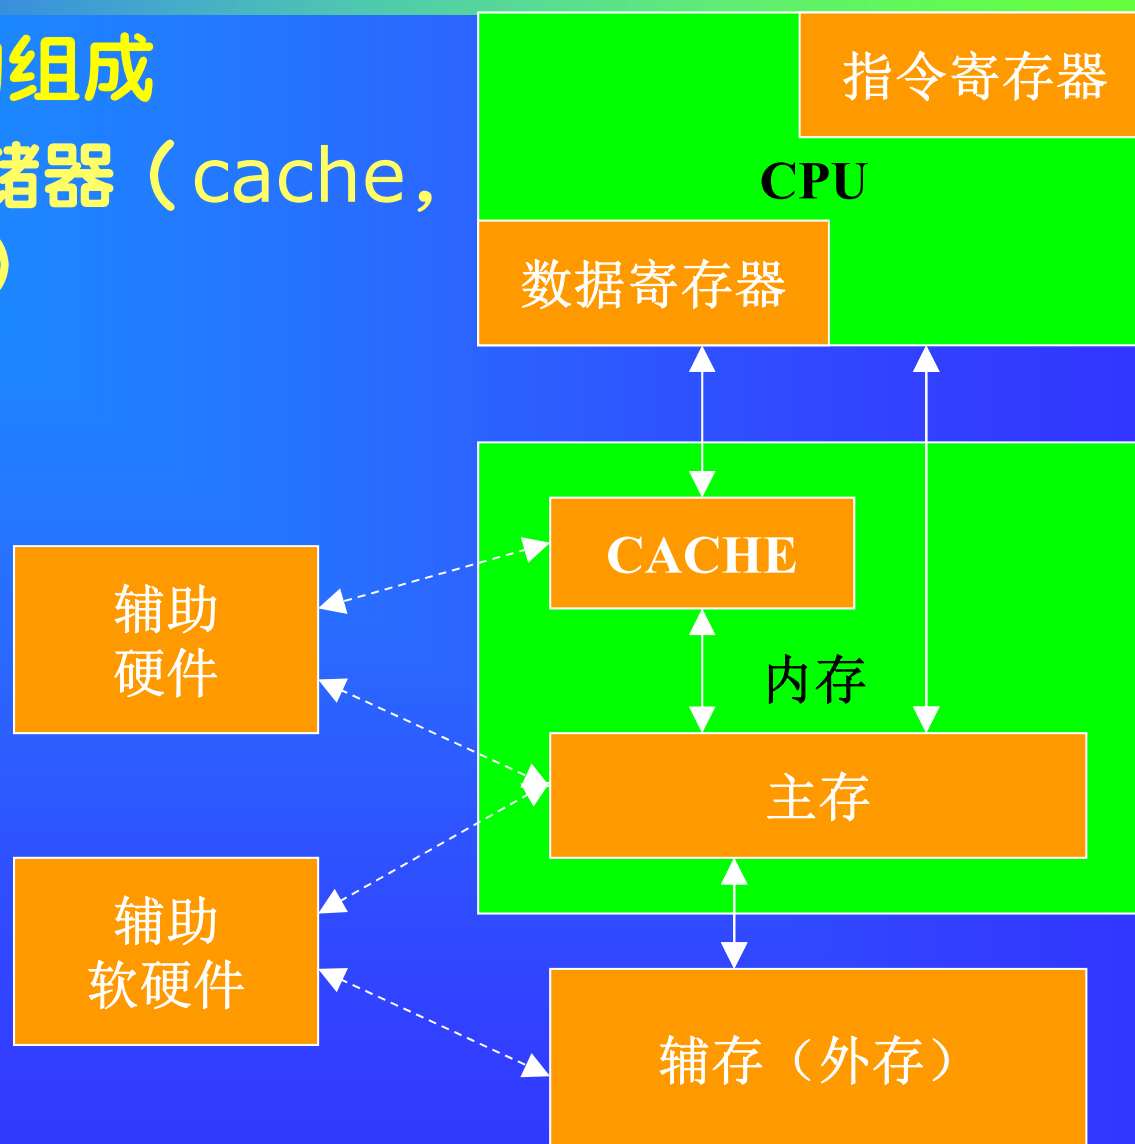 组成
储器（cache,
）
指令寄存器
CPU
数据寄存器
CACHE
辅助
硬件
内存
主存
辅助
软硬件
辅存（外存）